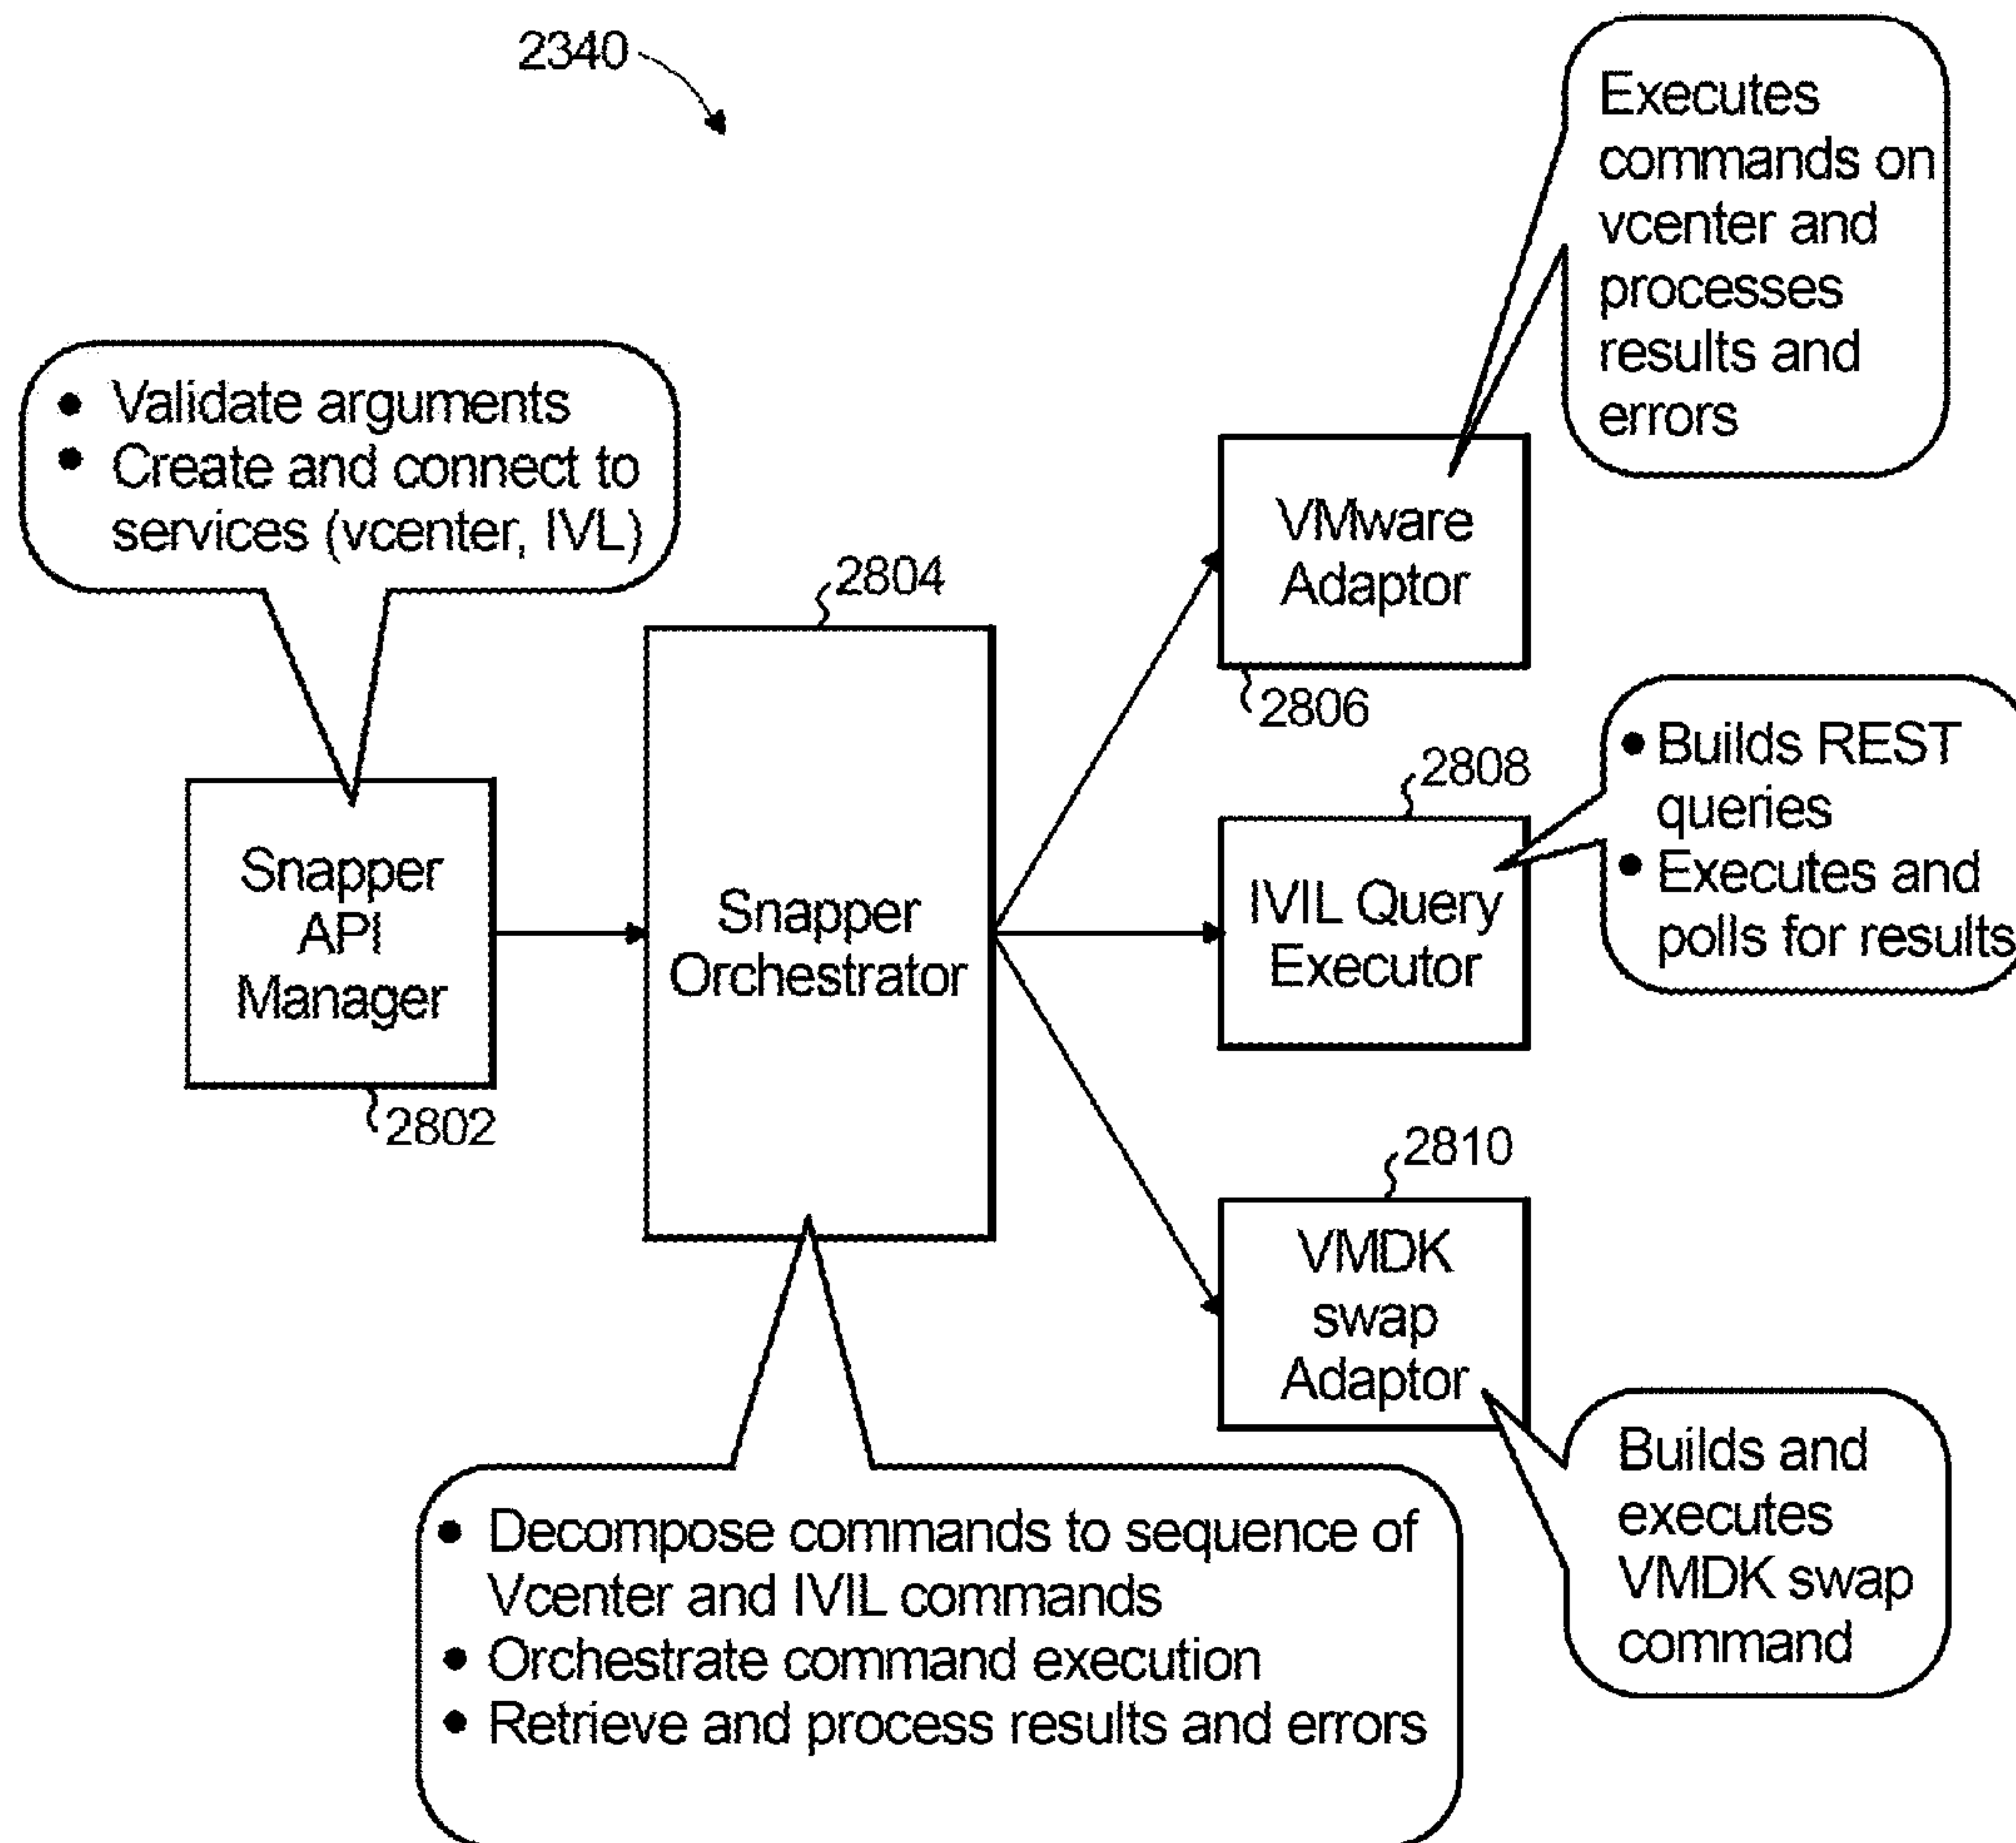 2340
Executes
commands on
vcenter and
processes
results and
errors
• Validate arguments
• Create and connect to
services (vcenter, IVL)
2804
VMware
Adaptor
2806
Snapper
API
Manager
2802
Snapper
Orchestrator
2808
IVIL Query
Executor
• Builds REST
queries
• Executes and
polls for results
2810
VMDK
swap
Adaptor
Builds and
executes
VMDK swap
command
• Decompose commands to sequence of
Vcenter and IVIL commands
• Orchestrate command execution
• Retrieve and process results and errors